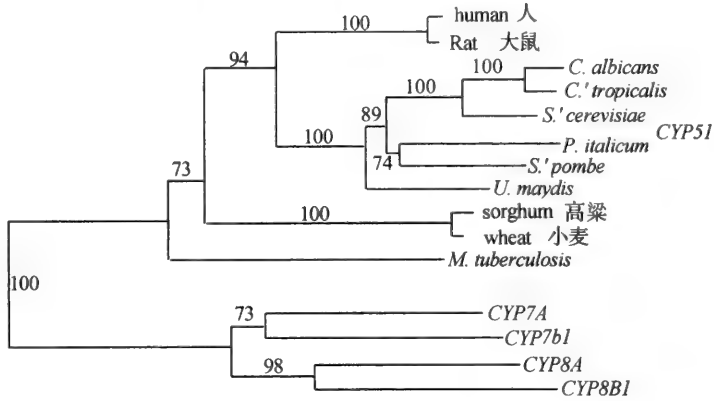 human 人
100
Rat 大鼠
94
100
C. albicans
100
C.' tropicalis
89
S.' cerevisiae
CYP51
100
P. italicum
74
S.' pombe
73
U. maydis
100
sorghum 高粱
wheat 小麦
M. tuberculosis
100
73
CYP7A
CYP7b1
98
CYP8A
CYP8B1